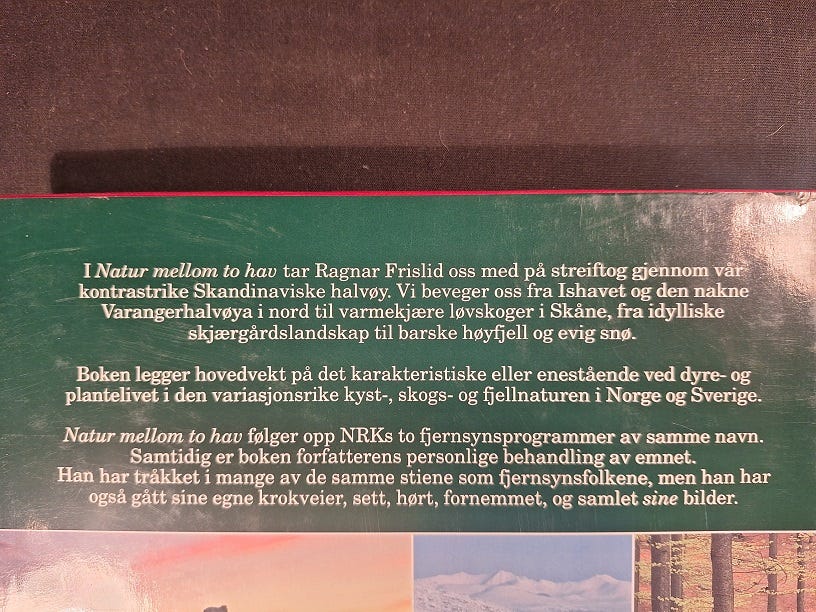 I Natur mellom to hav tar Ragnar Frislid oss med på streiftog gjennom vår
kontrastrike Skandinaviske halvøy. Vi beveger oss fra Ishavet og den nakne
Varangerhalvøya i nord til varmekjære løvskoger i Skåne, fra idylliske
skjærgårdslandskap til barske høyfjell og evig snø.
Boken legger hovedvekt på det karakteristiske eller enestående ved dyre- og
plantelivet i den variasjonsrike kyst-, skogs- og fjellnaturen i Norge og Sverige.
Natur mellom to hav følger opp NRKs to fjernsynsprogrammer av samme navn.
Samtidig er boken forfatterens personlige behandling av emnet.
Han har tråkket i mange av de samme stiene som fjernsynsfolkene, men han har
også gått sine egne krokveier, sett, hørt, fornemmet, og samlet sine bilder.